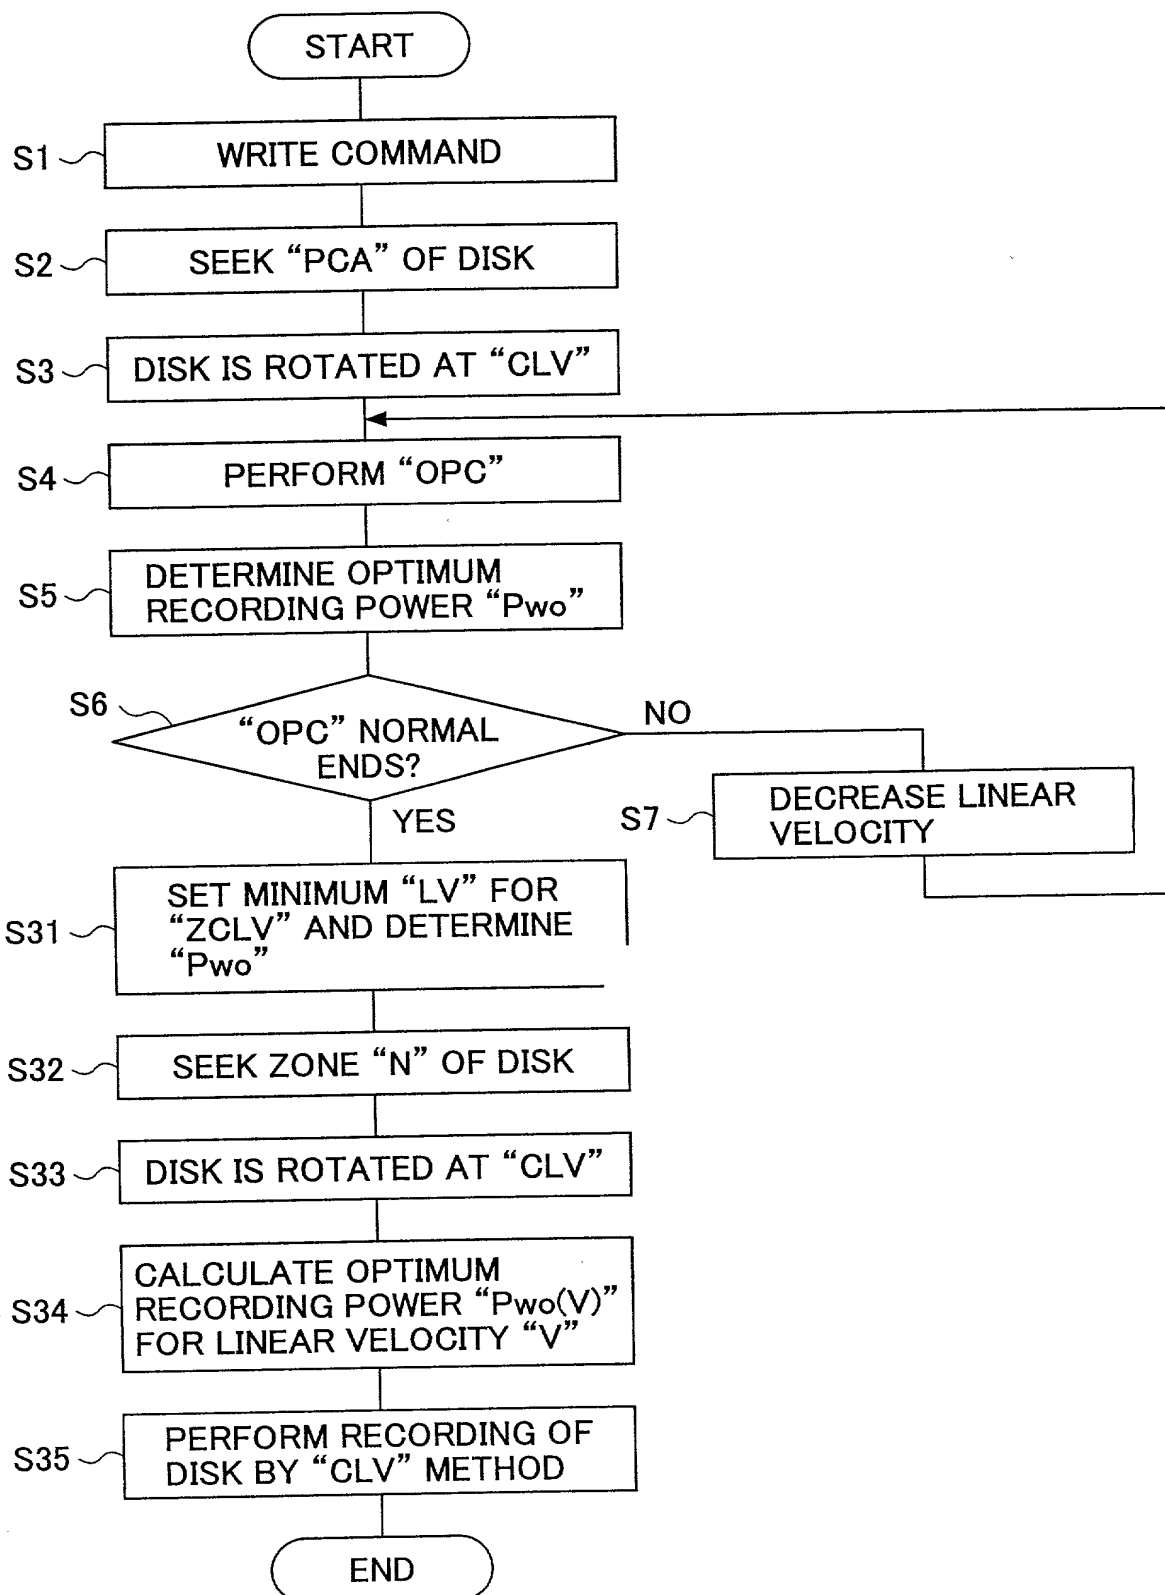 START
S1
WRITE COMMAND
S2
SEEK “PCA” OF DISK
S3
DISK IS ROTATED AT “CLV”
S4
PERFORM “OPC”
S5
DETERMINE OPTIMUM
RECORDING POWER “Pwo”
S6
“OPC” NORMAL
ENDS?
NO
YES
S7
DECREASE LINEAR
VELOCITY
S31
SET MINIMUM “LV” FOR
“ZCLV” AND DETERMINE
“Pwo”
S32
SEEK ZONE “N” OF DISK
S33
DISK IS ROTATED AT “CLV”
S34
CALCULATE OPTIMUM
RECORDING POWER “Pwo(V)”
FOR LINEAR VELOCITY “V”
S35
PERFORM RECORDING OF
DISK BY “CLV” METHOD
END